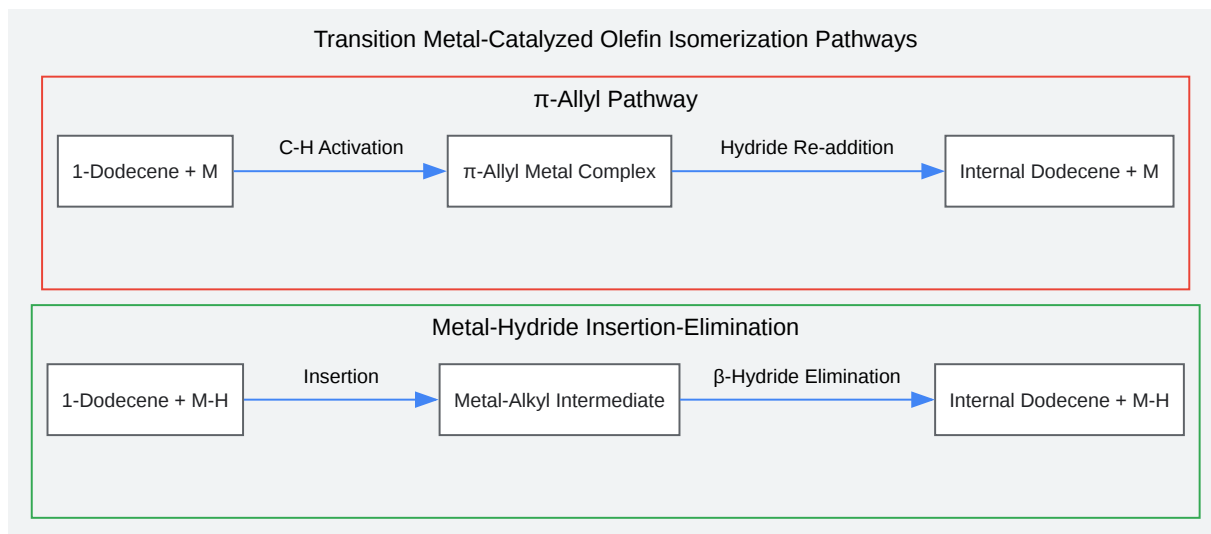 Transition Metal-Catalyzed Olefin Isomerization Pathways
π-Allyl Pathway
1-Dodecene + M
C-H Activation
π-Allyl Metal Complex
Hydride Re-addition
Internal Dodecene + M
Metal-Hydride Insertion-Elimination
1-Dodecene + M-H
Insertion
Metal-Alkyl Intermediate
β-Hydride Elimination
Internal Dodecene + M-H